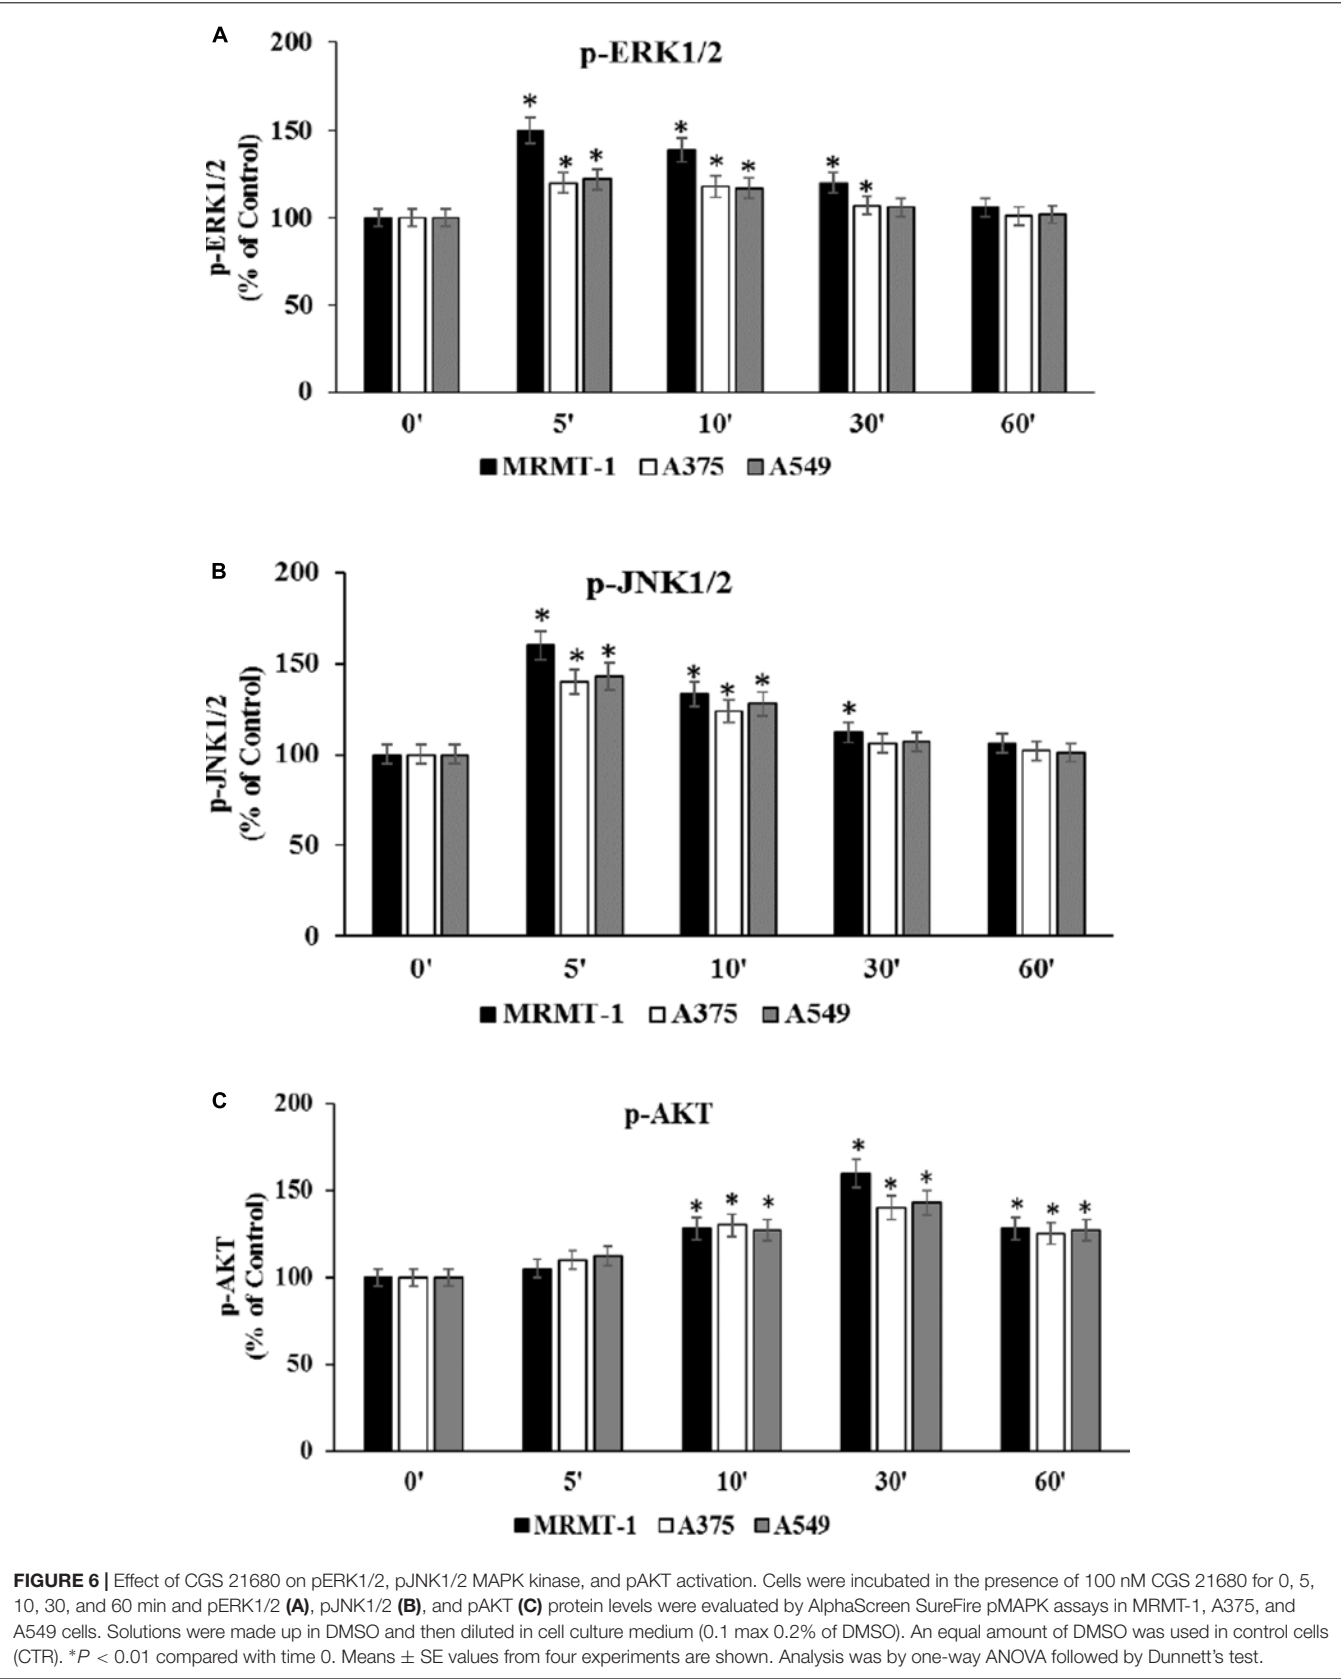 A
p-ERK1/2
200
150
100
50
0
p-ERK1/2
(% of Control)
* * * * * * * *
0' 5' 10' 30' 60'
MRMT-1 A375 A549
B
p-JNK1/2
200
150
100
50
0
p-JNK1/2
(% of Control)
* * * * * * *
0' 5' 10' 30' 60'
MRMT-1 A375 A549
C
p-AKT
200
150
100
50
0
p-AKT
(% of Control)
* * * * * * * * *
0' 5' 10' 30' 60'
MRMT-1 A375 A549
FIGURE 6 | Effect of CGS 21680 on pERK1/2, pJNK1/2 MAPK kinase, and pAKT activation. Cells were incubated in the presence of 100 nM CGS 21680 for 0, 5,
10, 30, and 60 min and pERK1/2 (A), pJNK1/2 (B), and pAKT (C) protein levels were evaluated by AlphaScreen SureFire pMAPK assays in MRMT-1, A375, and
A549 cells. Solutions were made up in DMSO and then diluted in cell culture medium (0.1 max 0.2% of DMSO). An equal amount of DMSO was used in control cells
(CTR). *P < 0.01 compared with time 0. Means ± SE values from four experiments are shown. Analysis was by one-way ANOVA followed by Dunnett's test.